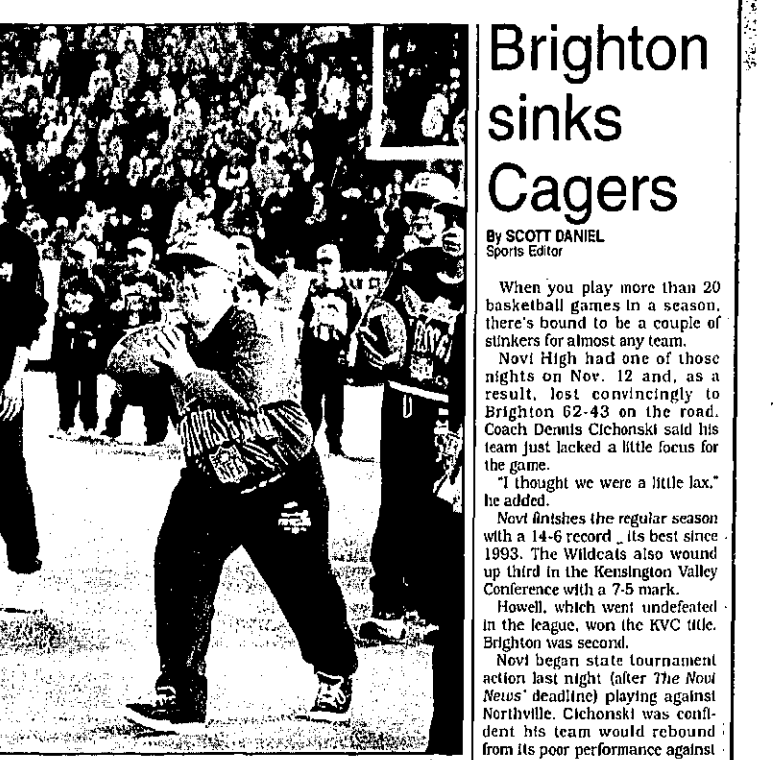 Brighton
sinks
Cagers
By SCOTT DANIEL
Sports Editor
When you play more than 20
basketball games in a season,
there's bound to be a couple of
stinkers for almost any team.
Novi High had one of those
nights on Nov. 12 and, as a
result, lost convincingly to
Brighton 62-43 on the road.
Coach Dennis Cichonski said his
team just lacked a little focus for
the game.
"I thought we were a little lax,"
he added.
Novi finishes the regular season
with a 14-6 record _ its best since
1993. The Wildcats also wound
up third in the Kensington Valley
Conference with a 7-5 mark.
Howell, which went undefeated
in the league, won the KVC title.
Brighton was second.
Novi began state tournament
action last night (after The Novi
News' deadline) playing against
Northville. Cichonski was confi-
dent his team would rebound
from its poor performance against
NFL